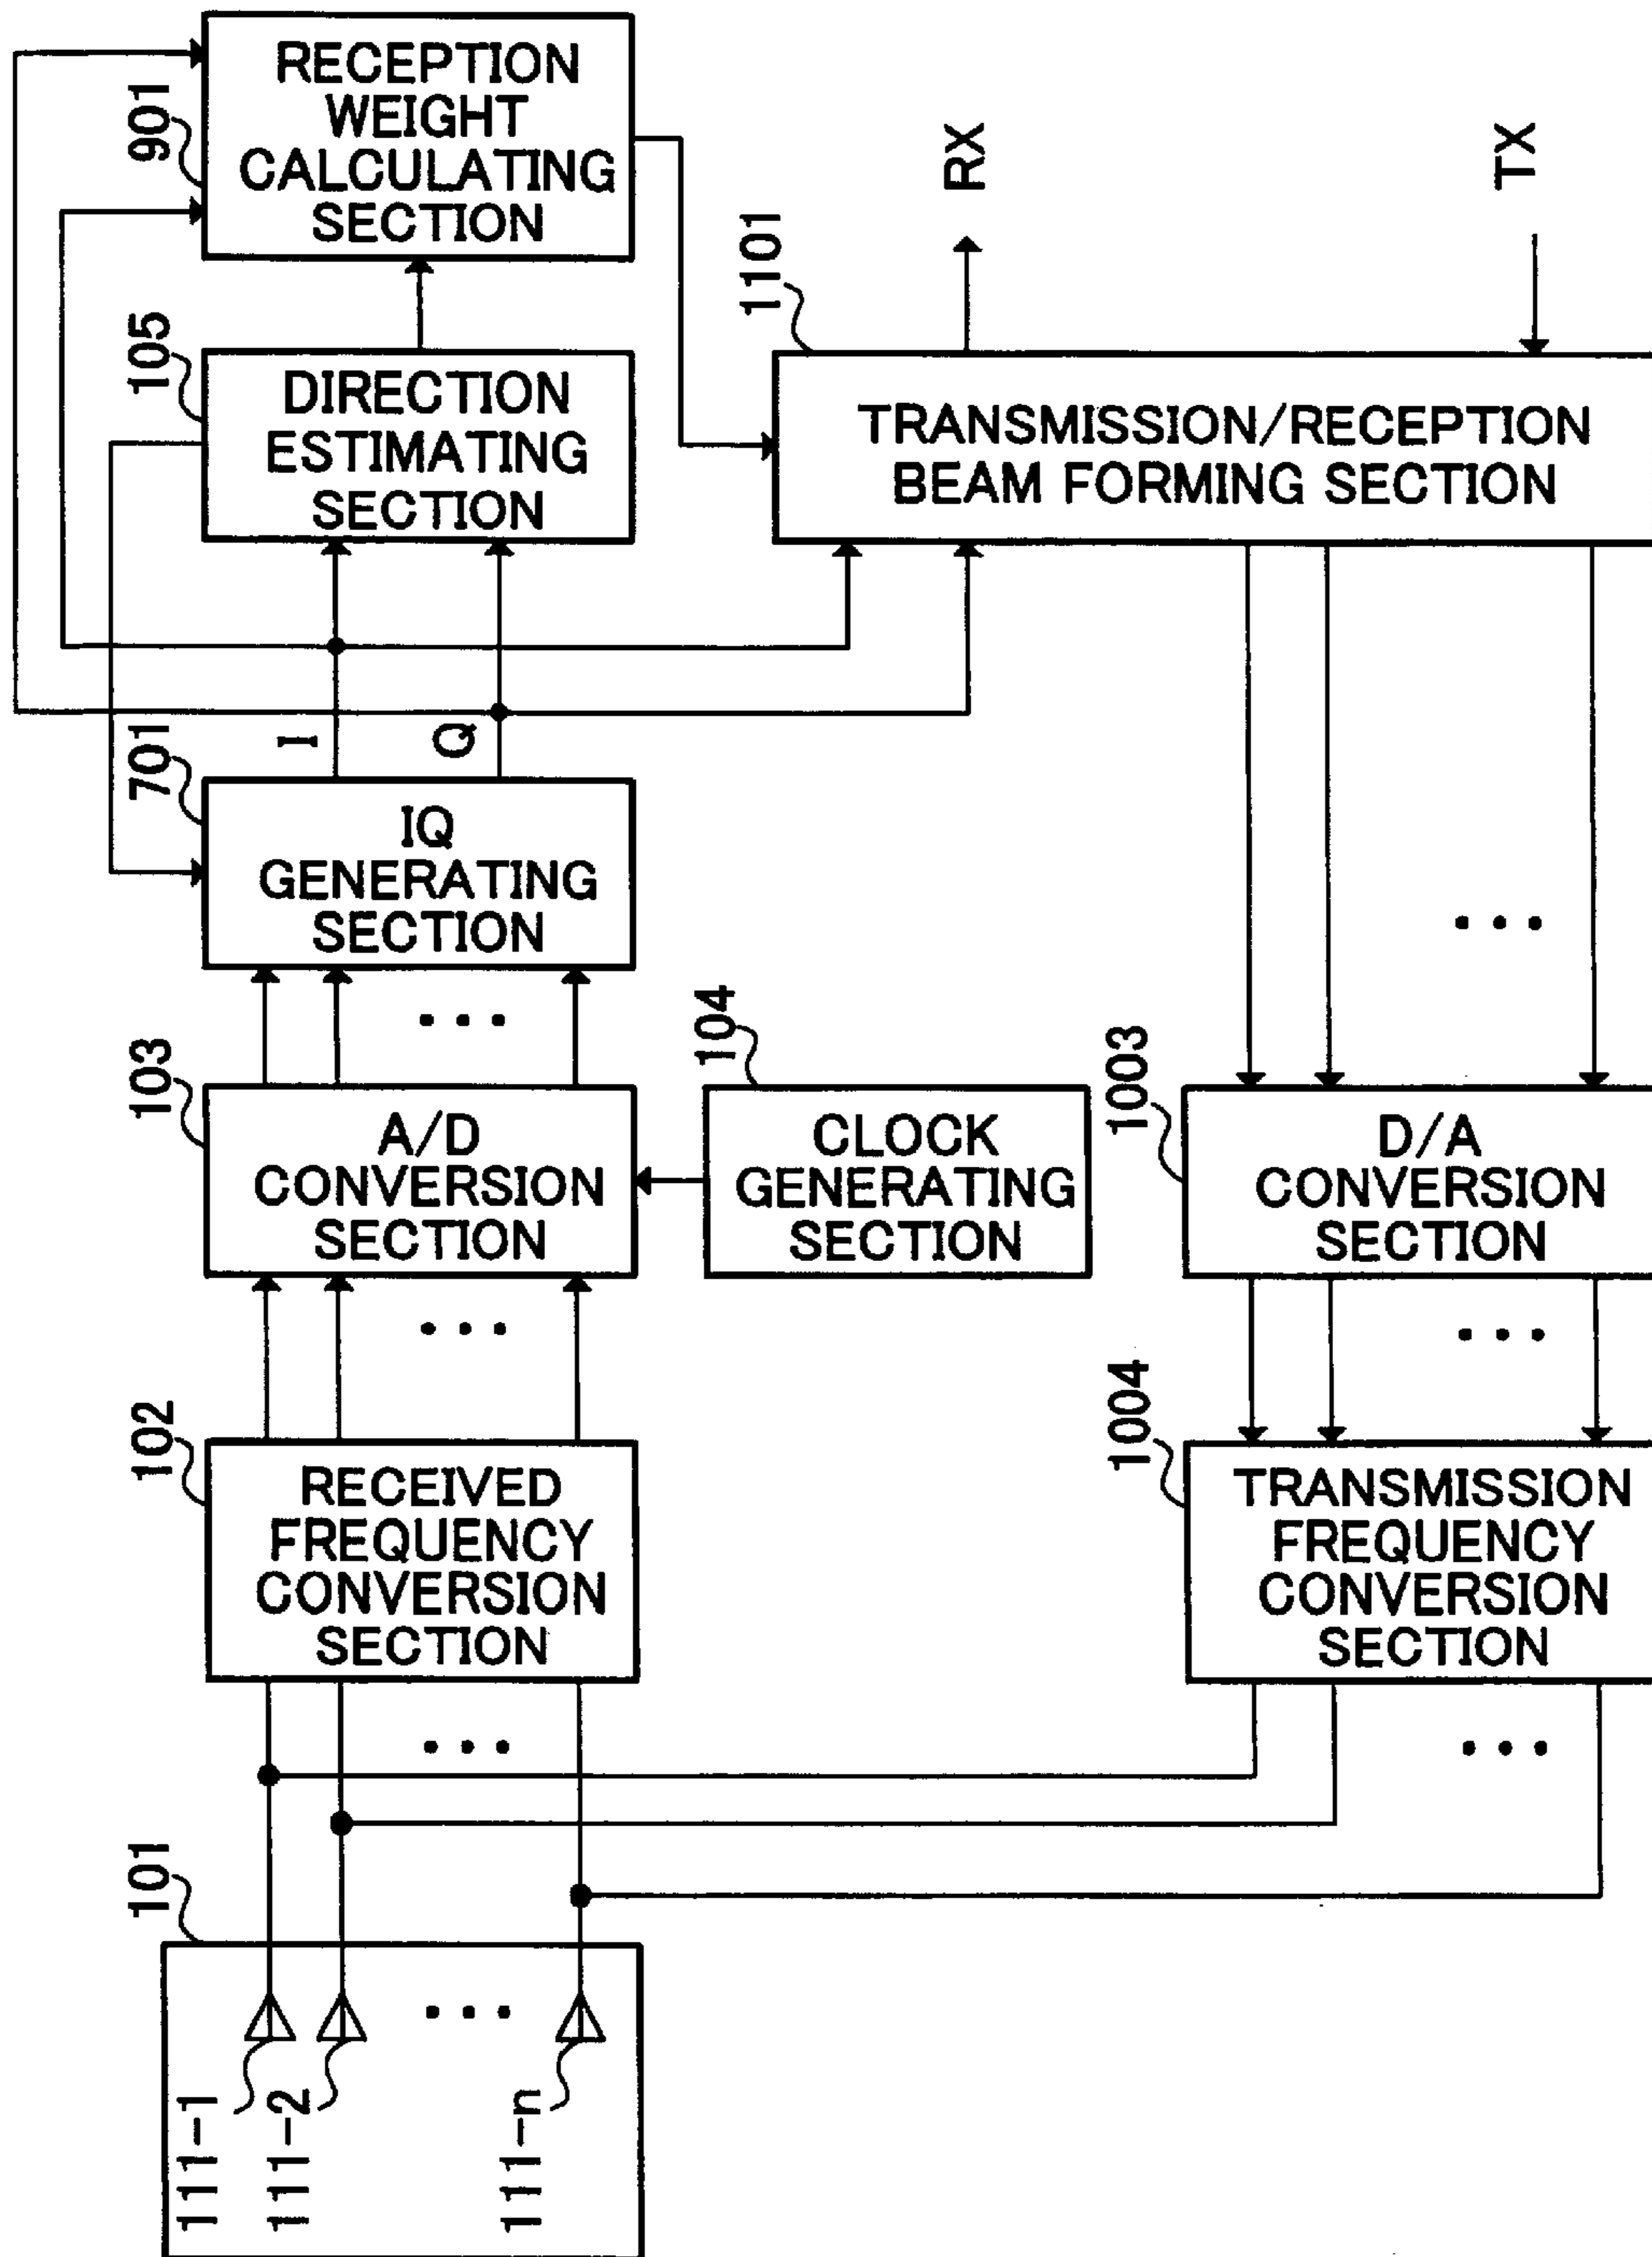 101
111-1
111-2
111-n
...
...
102
RECEIVED
FREQUENCY
CONVERSION
SECTION
...
103
A/D
CONVERSION
SECTION
...
701
IQ
GENERATING
SECTION
I
Q
105
DIRECTION
ESTIMATING
SECTION
901
RECEPTION
WEIGHT
CALCULATING
SECTION
104
CLOCK
GENERATING
SECTION
1101
TRANSMISSION/RECEPTION
BEAM FORMING SECTION
RX
TX
...
1003
D/A
CONVERSION
SECTION
...
1004
TRANSMISSION
FREQUENCY
CONVERSION
SECTION
...